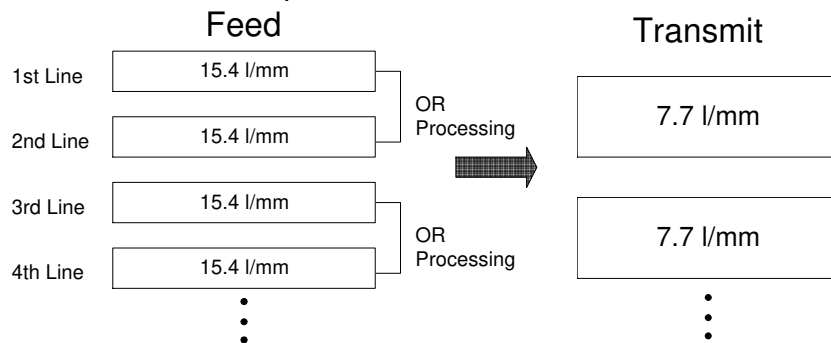 Feed
Transmit
1st Line
15.4 l/mm
OR
Processing
7.7 l/mm
2nd Line
15.4 l/mm
3rd Line
15.4 l/mm
OR
Processing
7.7 l/mm
4th Line
15.4 l/mm